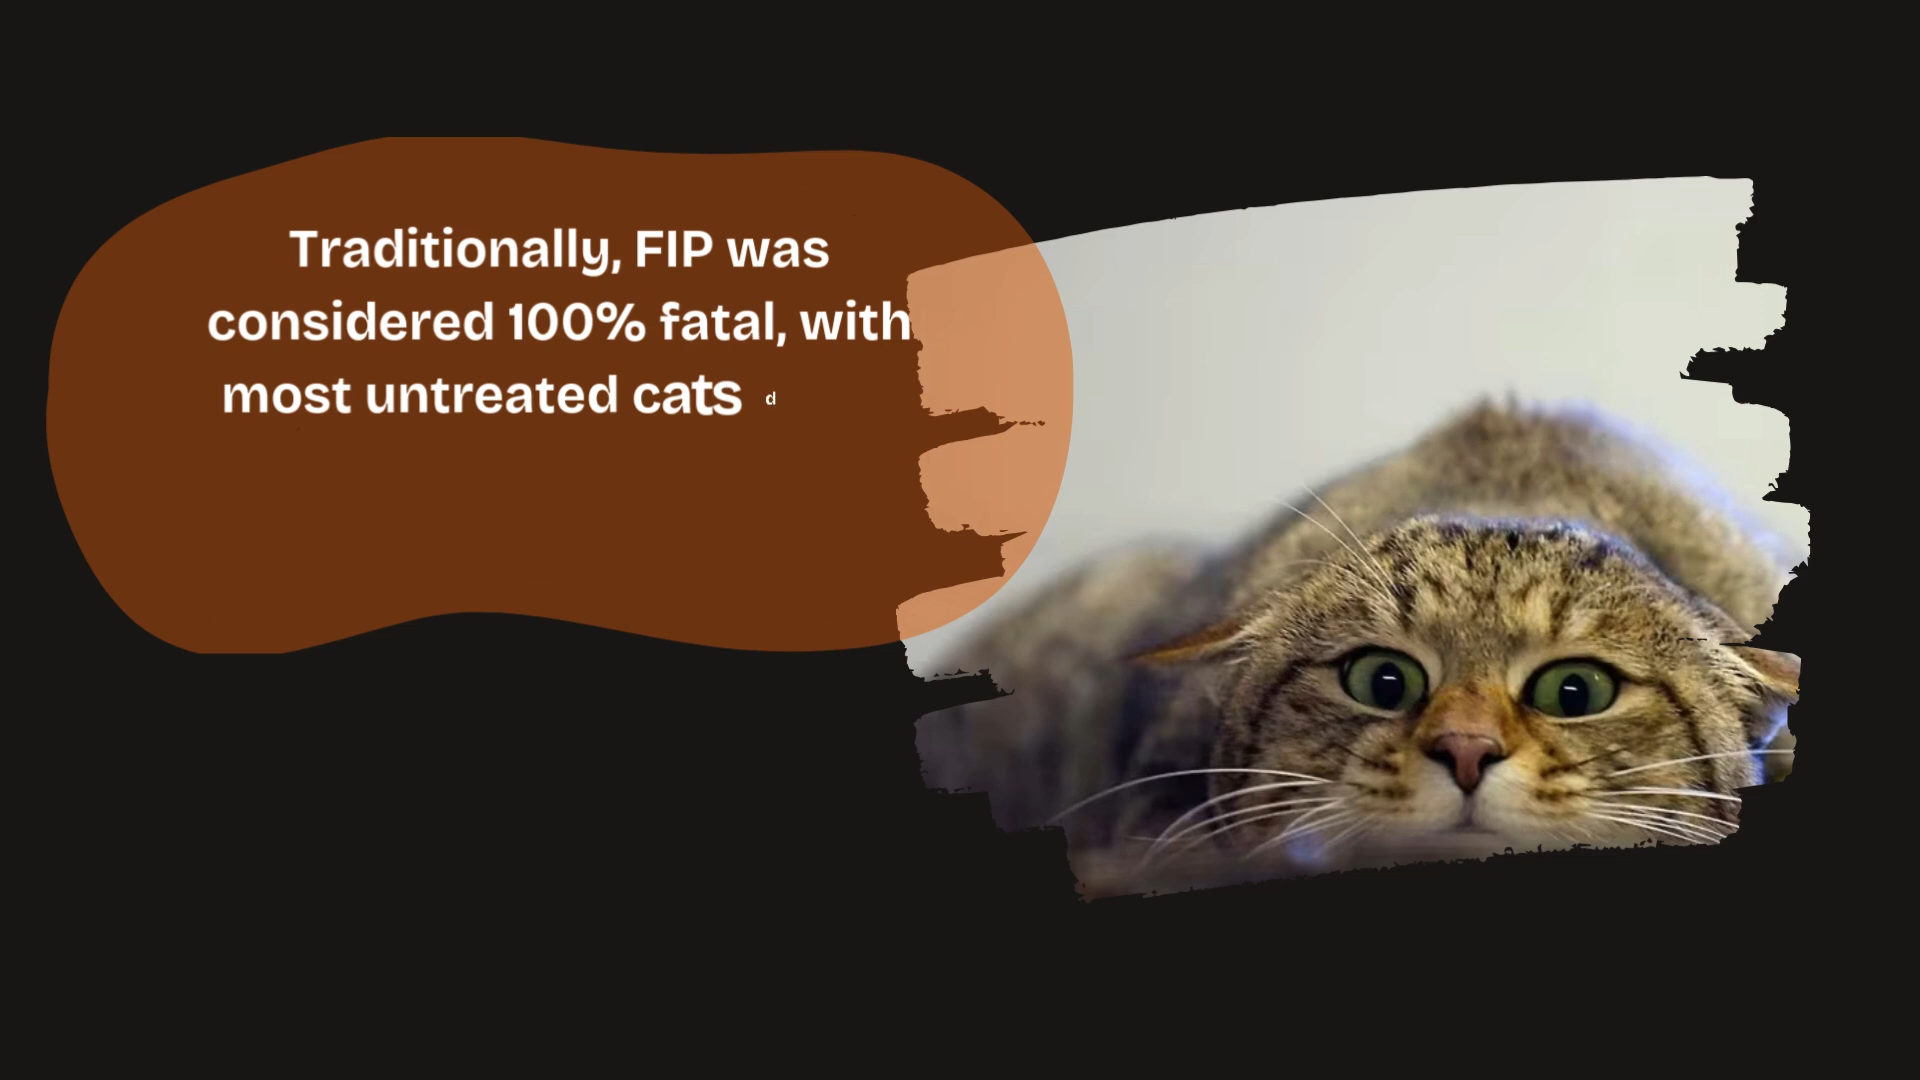 Traditionally, FIP was
considered 100% fatal, with
most untreated cats d